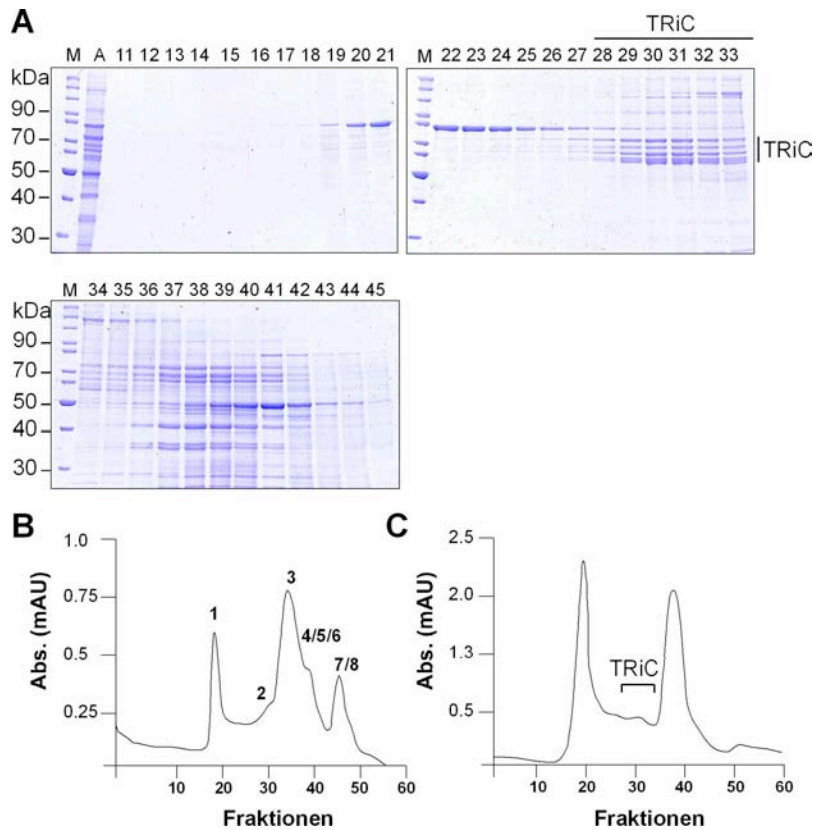 A
TRiC
M A 11 12 13 14 15 16 17 18 19 20 21
M 22 23 24 25 26 27 28 29 30 31 32 33
kDa
90
70
50
40
30
TRiC
M 34 35 36 37 38 39 40 41 42 43 44 45
kDa
90
70
50
40
30
B
Abs. (mAU)
1.0
0.75
0.5
0.25
1
2
3
4/5/6
7/8
10 20 30 40 50 60
Fraktionen
C
Abs. (mAU)
2.5
2.0
1.3
0.5
TRiC
10 20 30 40 50 60
Fraktionen